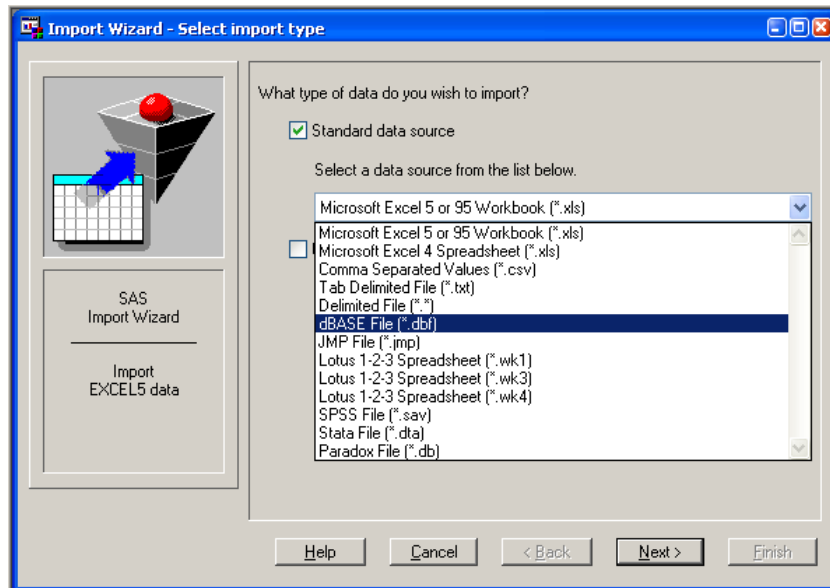 Import Wizard - Select import type
What type of data do you wish to import?
Standard data source
Select a data source from the list below.
Microsoft Excel 5 or 95 Workbook (*.xls)
Microsoft Excel 5 or 95 Workbook (*.xls)
Microsoft Excel 4 Spreadsheet (*.xls)
Comma Separated Values (*.csv)
Tab Delimited File (*.txt)
Delimited File (*.*)
dBASE File (*.dbf)
JMP File (*.jmp)
Lotus 1-2-3 Spreadsheet (*.wk1)
Lotus 1-2-3 Spreadsheet (*.wk3)
Lotus 1-2-3 Spreadsheet (*.wk4)
SPSS File (*.sav)
Stata File (*.dta)
Paradox File (*.db)
SAS
Import Wizard
Import
EXCEL5 data
Help
Cancel
< Back
Next >
Finish